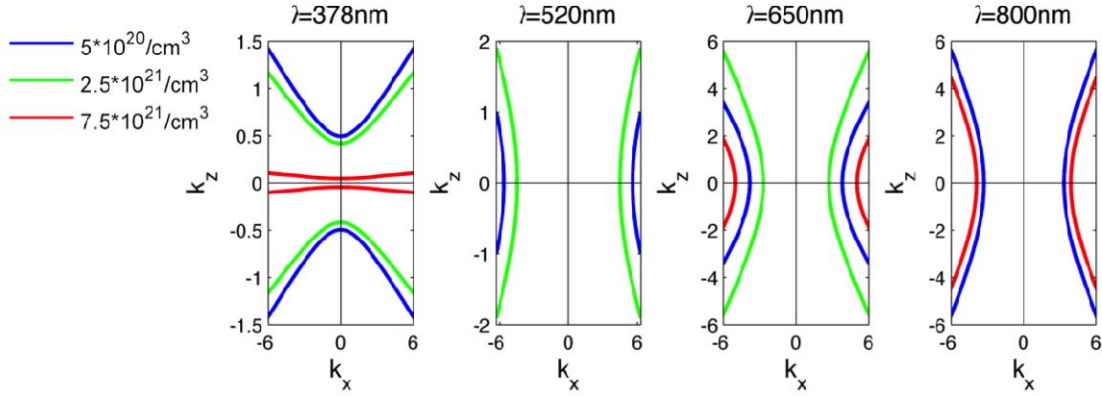 λ=378nm λ=520nm λ=650nm λ=800nm
5*10^20/cm^3
2.5*10^21/cm^3
7.5*10^21/cm^3
1.5 2 6 6
1 4 4
0.5 1 2 2
0 0 0 0
-0.5 -1 -2 -2
-1 -4 -4
-1.5 -2 -6 -6
k_z k_z k_z k_z
-6 0 6 -6 0 6 -6 0 6 -6 0 6
k_x k_x k_x k_x